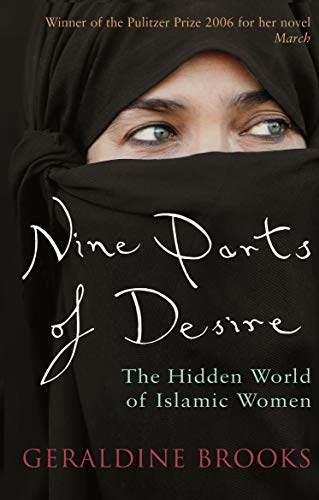 Winner of the Pulitzer Prize 2006 for her novel
March
Nine Parts
of Desire
The Hidden World
of Islamic Women
GERALDINE BROOKS